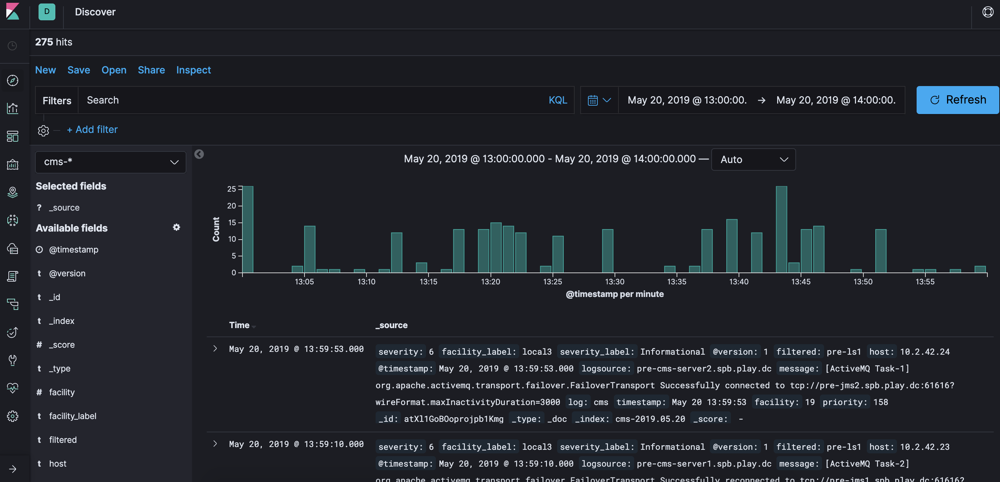 D
Discover
275 hits
New Save Open Share Inspect
Filters Search KQL May 20, 2019 @ 13:00:00. → May 20, 2019 @ 14:00:00. Refresh
+ Add filter
cms-*
May 20, 2019 @ 13:00:00.000 - May 20, 2019 @ 14:00:00.000 — Auto
Selected fields
? _source
Available fields
@timestamp
t @version
t _id
t _index
# _score
t _type
# facility
t facility_label
t filtered
t host
Count
25
20
15
10
5
0
13:05 13:10 13:15 13:20 13:25 13:30 13:35 13:40 13:45 13:50 13:55
@timestamp per minute
Time _source
May 20, 2019 @ 13:59:53.000 severity: 6 facility_label: local3 severity_label: Informational @version: 1 filtered: pre-ls1 host: 10.2.42.24
@timestamp: May 20, 2019 @ 13:59:53.000 logsource: pre-cms-server2.spb.play.dc message: [ActiveMQ Task-1]
org.apache.activemq.transport.failover.FailoverTransport Successfully connected to tcp://pre-jms2.spb.play.dc:61616?
wireFormat.maxInactivityDuration=3000 log: cms timestamp: May 20 13:59:53 facility: 19 priority: 158
_id: atXl1GoBOoprojpb1Kmg _type: _doc _index: cms-2019.05.20 _score: -
May 20, 2019 @ 13:59:10.000 severity: 6 facility_label: local3 severity_label: Informational @version: 1 filtered: pre-ls1 host: 10.2.42.23
@timestamp: May 20, 2019 @ 13:59:10.000 logsource: pre-cms-server1.spb.play.dc message: [ActiveMQ Task-2]
org.apache.activemq.transport.failover.FailoverTransport Successfully reconnected to tcp://pre-jms1.spb.play.dc:61616?